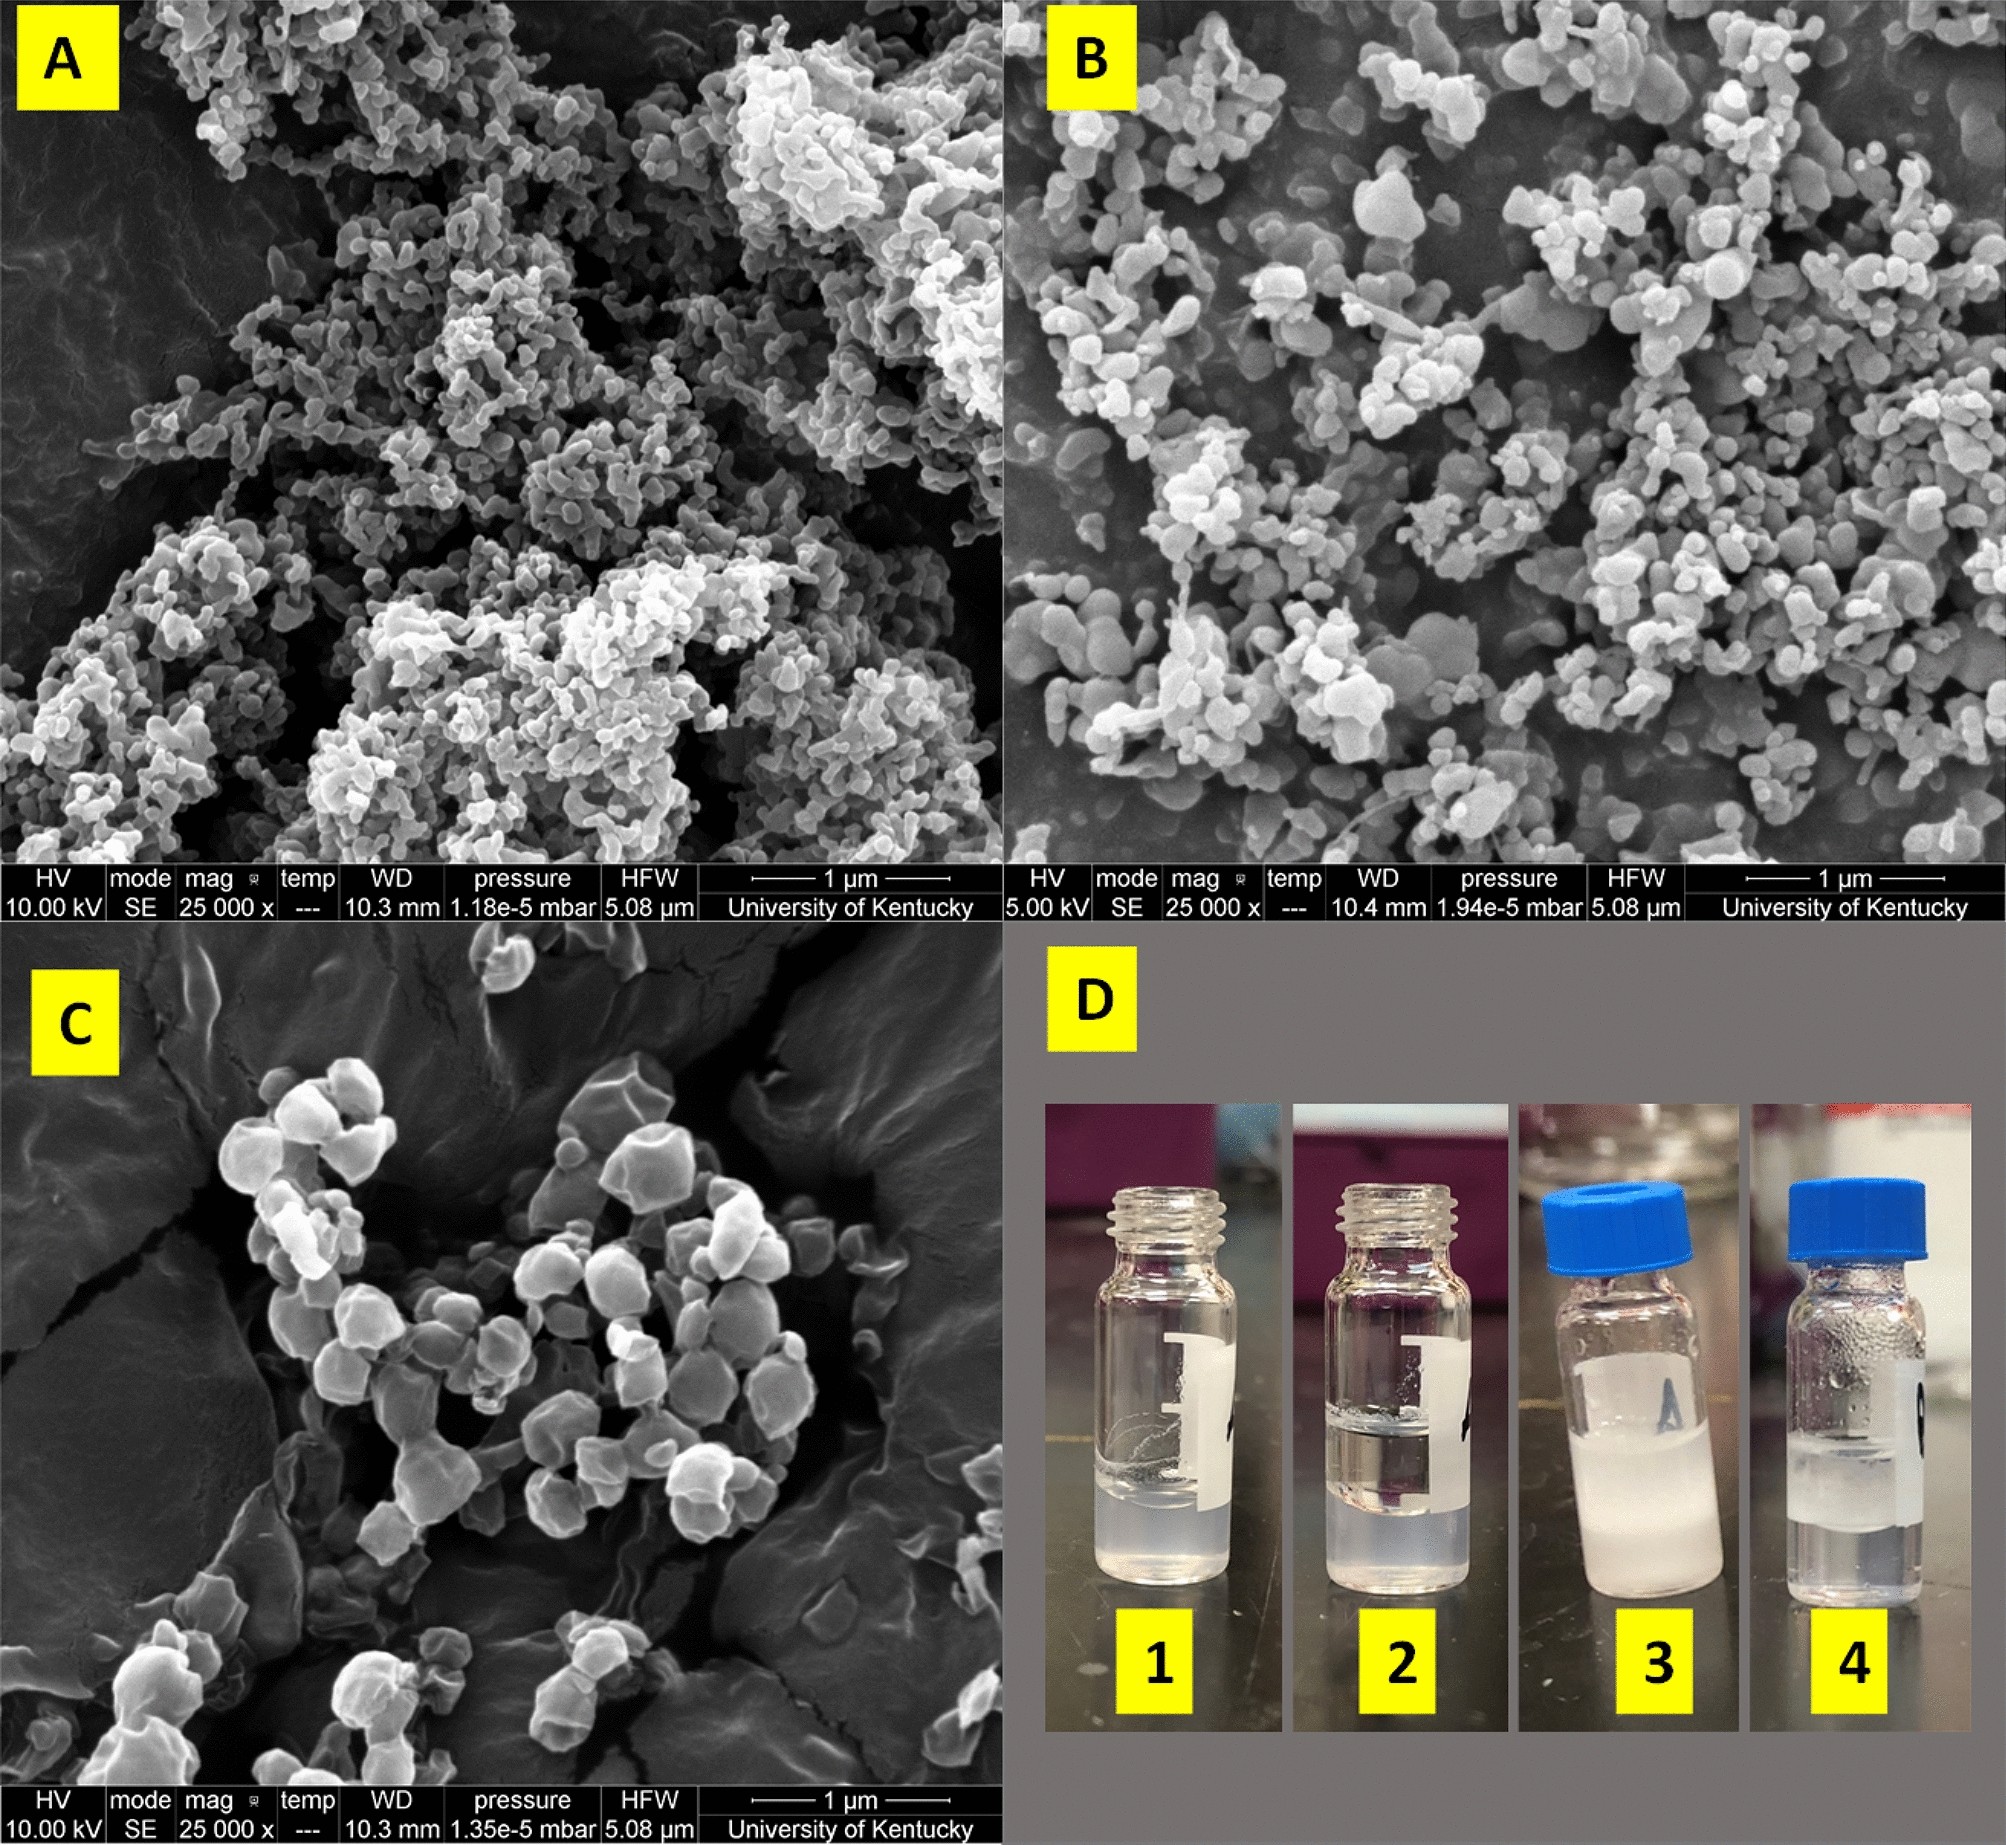 A
HV mode mag temp WD pressure HFW 1 µm
10.00 kV SE 25 000 x --- 10.3 mm 1.18e-5 mbar 5.08 µm University of Kentucky
B
HV mode mag temp WD pressure HFW 1 µm
5.00 kV SE 25 000 x --- 10.4 mm 1.94e-5 mbar 5.08 µm University of Kentucky
C
HV mode mag temp WD pressure HFW 1 µm
10.00 kV SE 25 000 x --- 10.3 mm 1.35e-5 mbar 5.08 µm University of Kentucky
D
A
1 2 3 4